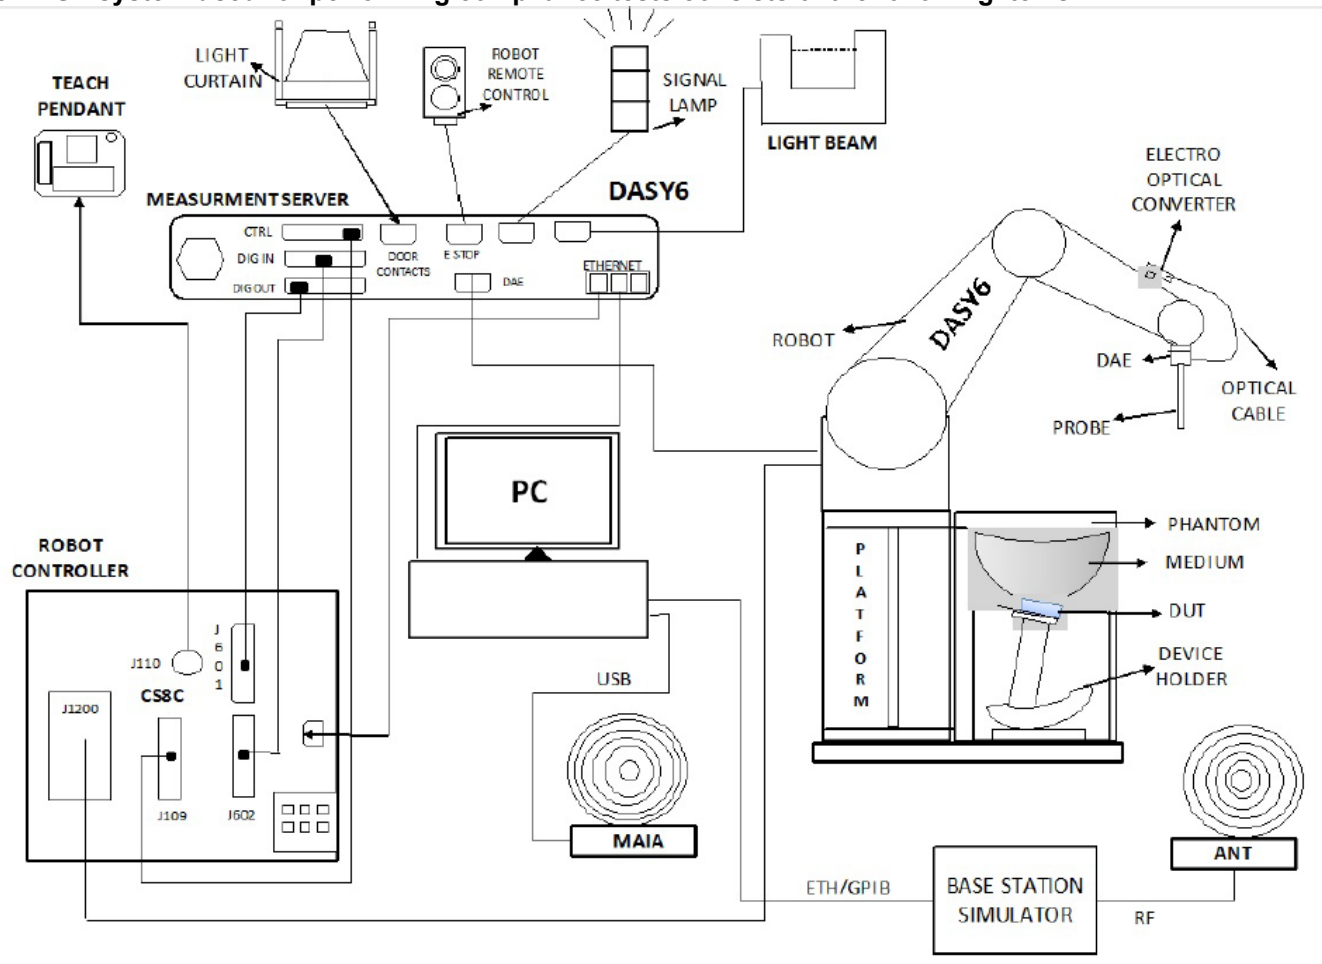 LIGHT
CURTAIN
ROBOT
REMOTE
CONTROL
SIGNAL
LAMP
LIGHT BEAM
TEACH
PENDANT
ELECTRO
OPTICAL
CONVERTER
MEASURMENT SERVER
DASY6
CTRL
DIG IN
DIG OUT
DOOR
CONTACTS
E STOP
DAE
ETHERNET
ROBOT
DASY6
DAE
OPTICAL
CABLE
PROBE
PC
PLATFORM
PHANTOM
MEDIUM
DUT
DEVICE
HOLDER
ROBOT
CONTROLLER
J110
J601
CS8C
J1200
J109
J602
USB
MAIA
ANT
ETH/GPIB
BASE STATION
SIMULATOR
RF